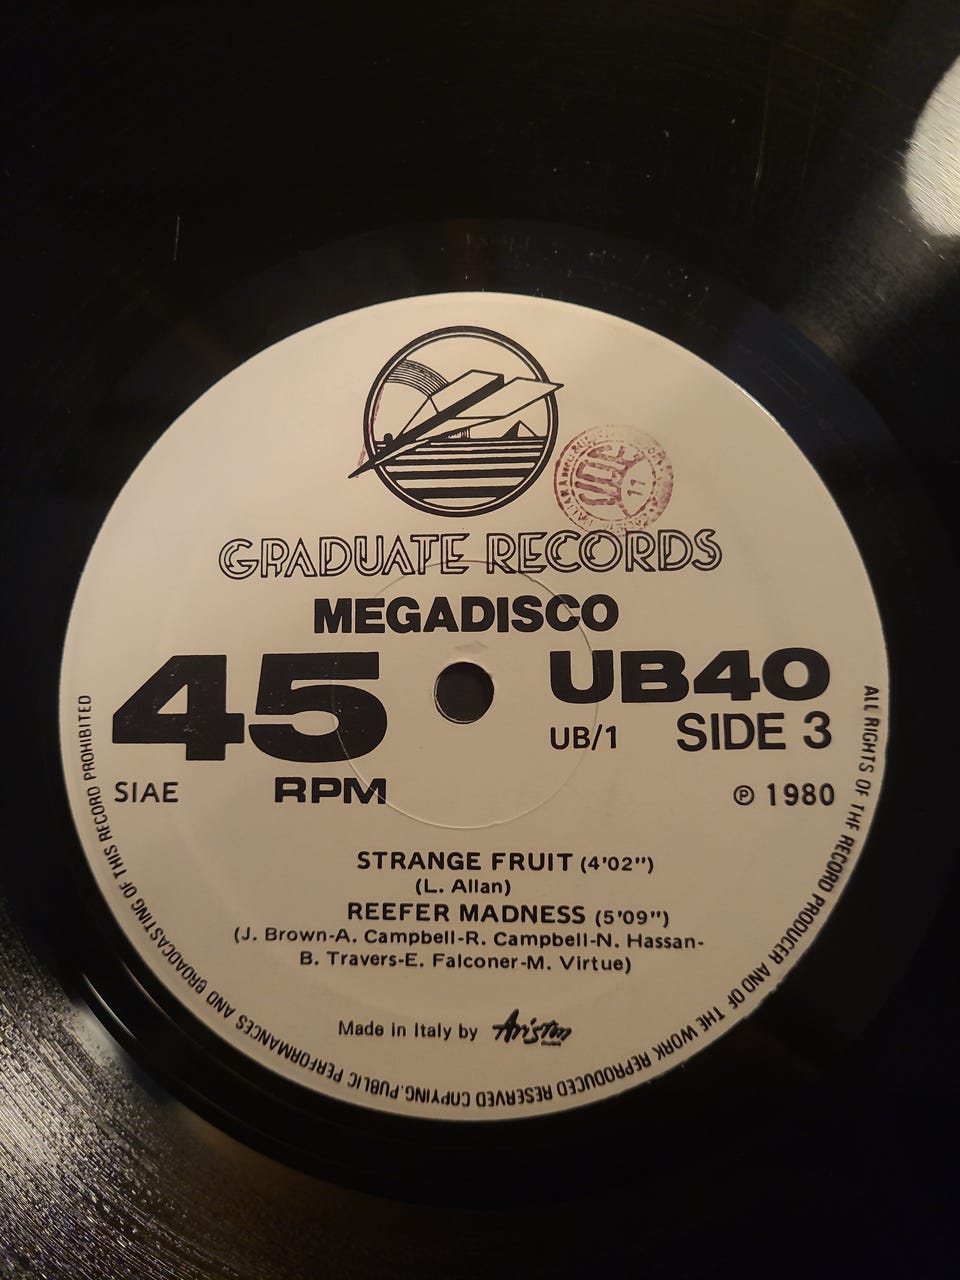 GRADUATE RECORDS
MEGADISCO
45 RPM
SIAE
UB40
UB/1 SIDE 3
℗ 1980
STRANGE FRUIT (4'02")
(L. Allan)
REEFER MADNESS (5'09")
(J. Brown-A. Campbell-R. Campbell-N. Hassan-
B. Travers-E. Falconer-M. Virtue)
Made in Italy by Ariston
ALL RIGHTS OF THE RECORD PRODUCER AND OF THE WORK REPRODUCED RESERVED COPYING. PUBLIC PERFORMANCES AND BROADCASTING OF THIS RECORD PROHIBITED